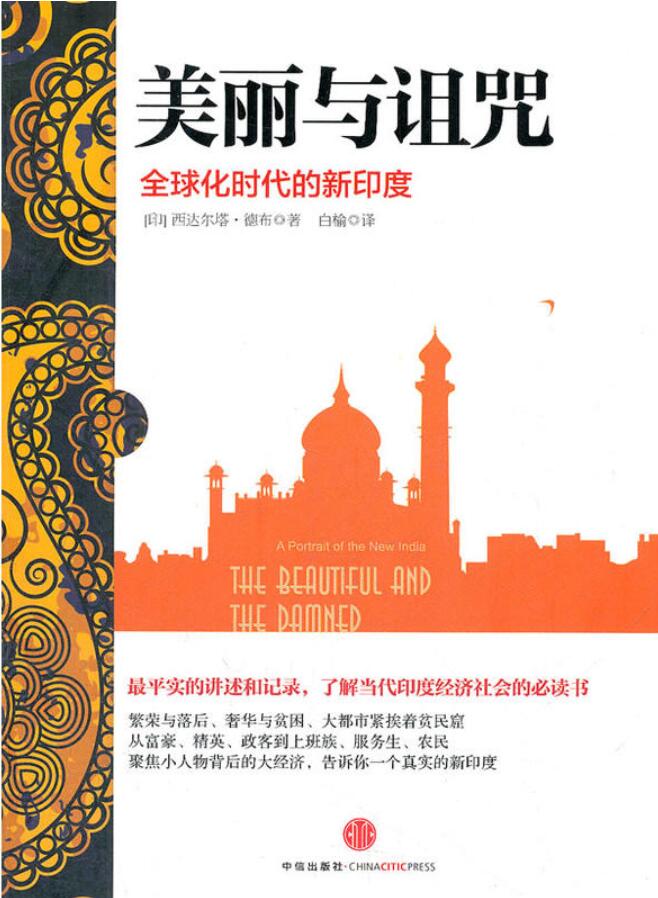 美丽与诅咒
全球化时代的新印度
[印] 西达尔塔·德布◎著 白榆◎译
A Portrait of the New India
THE BEAUTIFUL AND
THE DAMNED
最平实的讲述和记录，了解当代印度经济社会的必读书
繁荣与落后、奢华与贫困、大都市紧挨着贫民窟
从富豪、精英、政客到上班族、服务生、农民
聚焦小人物背后的大经济，告诉你一个真实的新印度
CITIC
中信出版社·CHINACITICPRESS